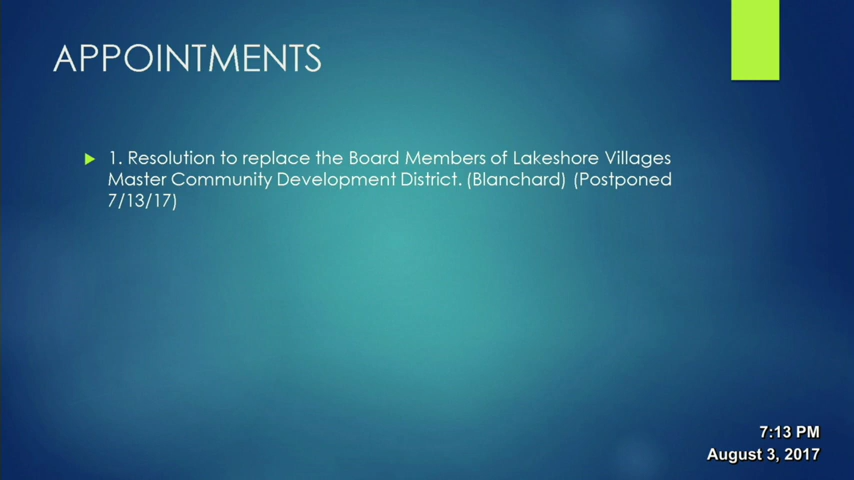 APPOINTMENTS
1. Resolution to replace the Board Members of Lakeshore Villages
Master Community Development District. (Blanchard) (Postponed
7/13/17)
7:13 PM
August 3, 2017